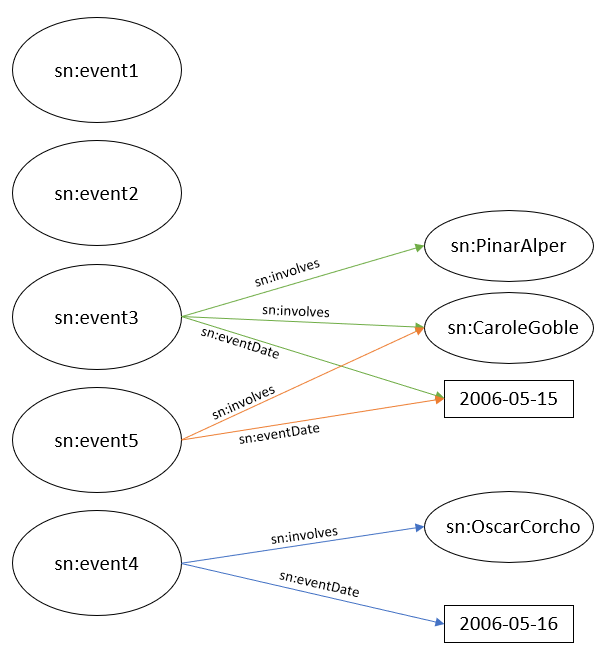 sn:event1
sn:event2
sn:PinarAlper
sn:involves
sn:event3
sn:involves
sn:CaroleGoble
sn:eventDate
sn:involves
2006-05-15
sn:event5
sn:eventDate
sn:OscarCorcho
sn:involves
sn:event4
sn:eventDate
2006-05-16